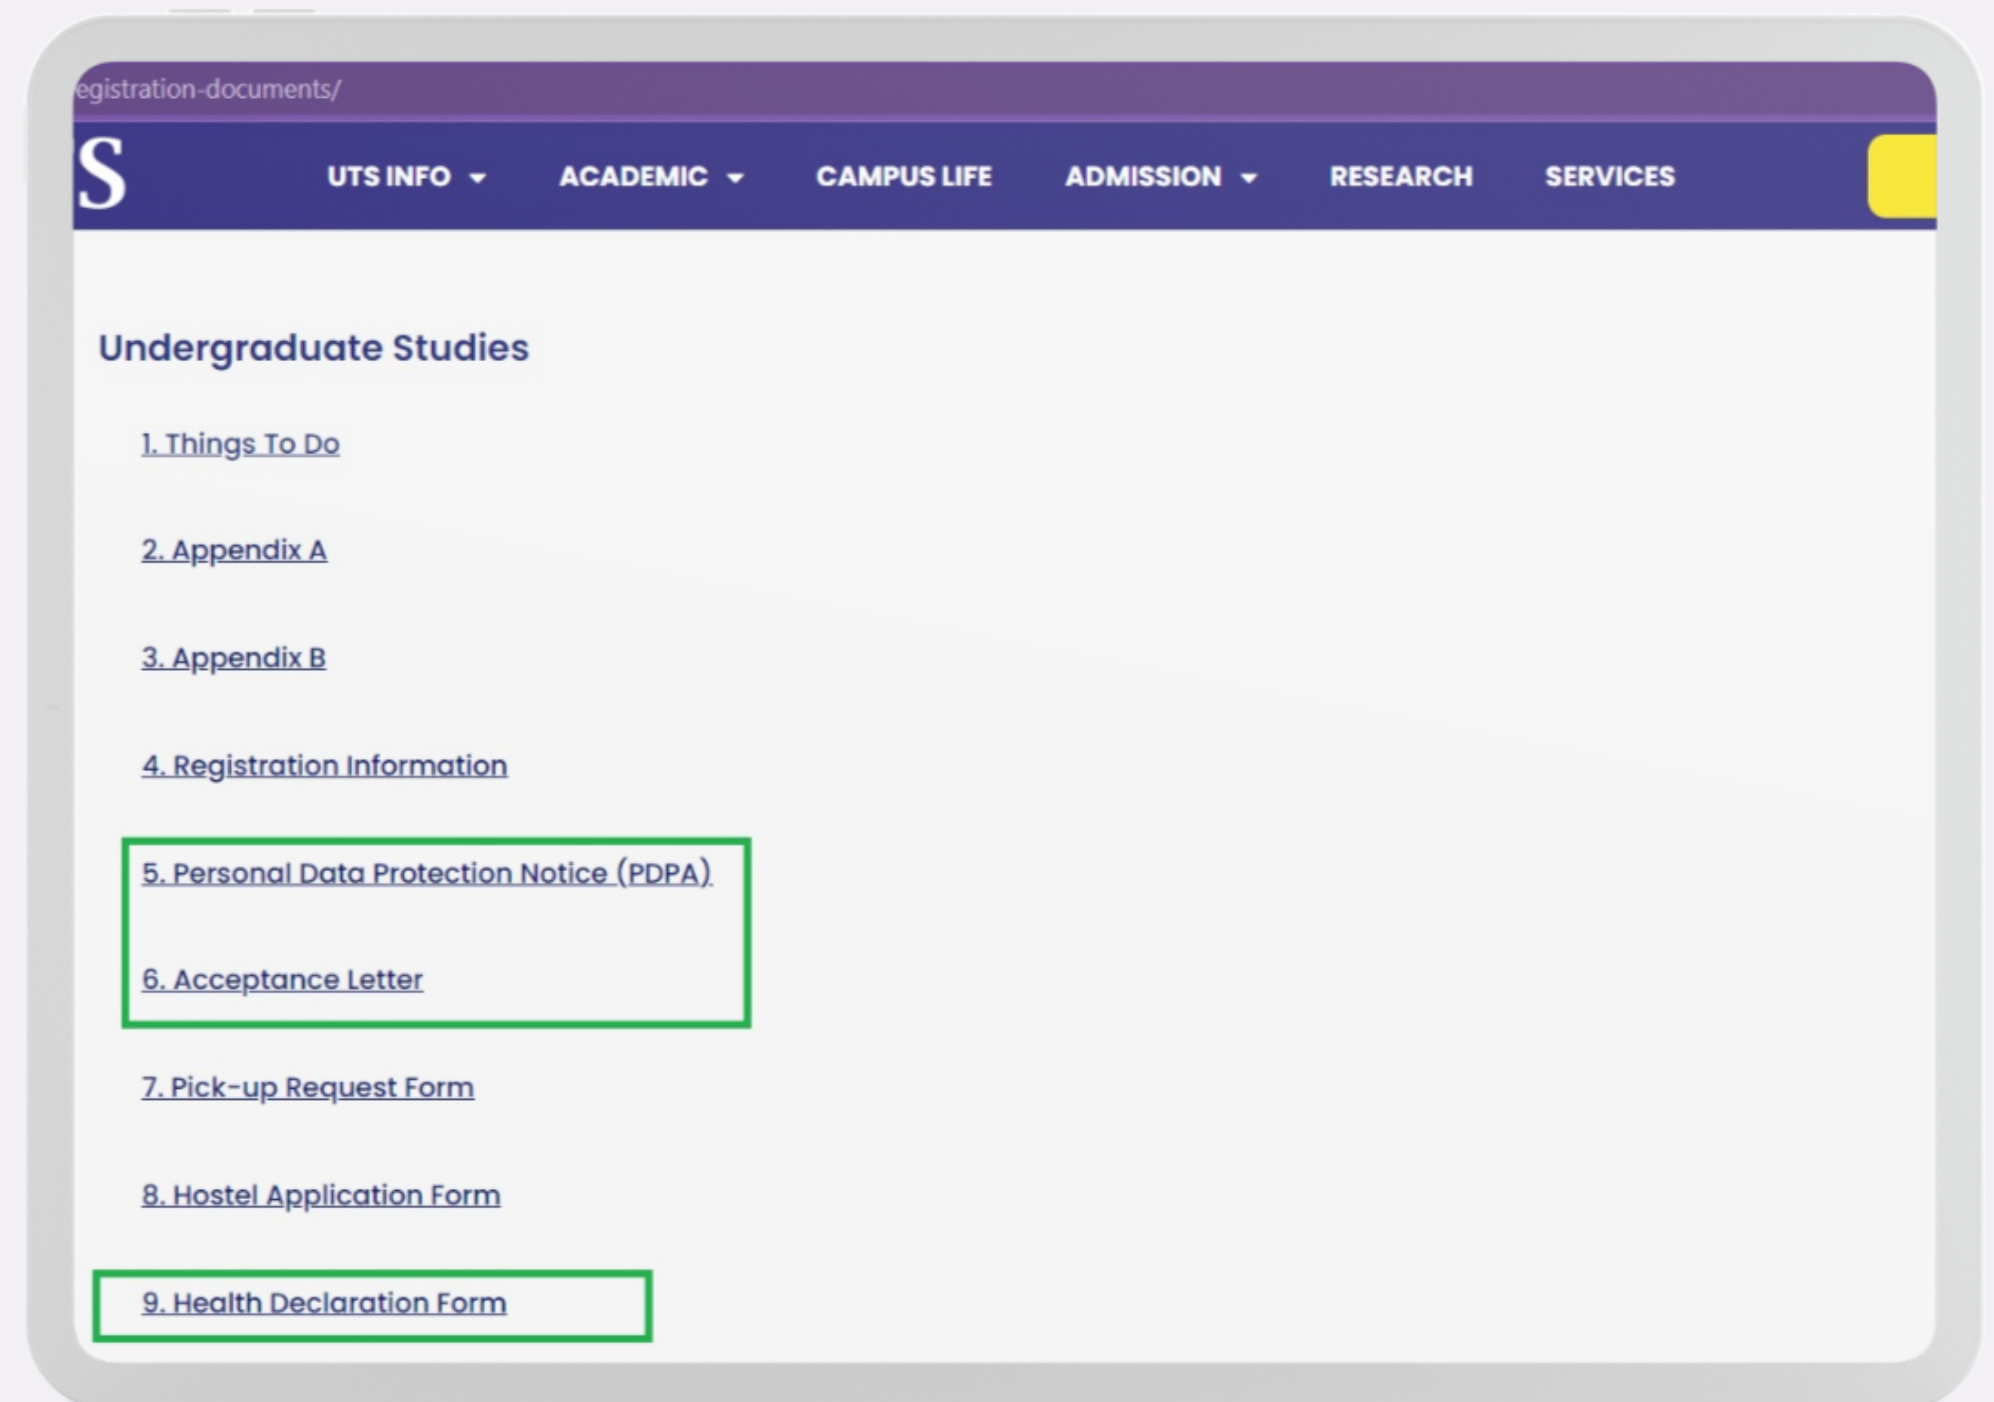 egistration-documents/
S
UTS INFO
ACADEMIC
CAMPUS LIFE
ADMISSION
RESEARCH
SERVICES
Undergraduate Studies
1. Things To Do
2. Appendix A
3. Appendix B
4. Registration Information
5. Personal Data Protection Notice (PDPA)
6. Acceptance Letter
7. Pick-up Request Form
8. Hostel Application Form
9. Health Declaration Form